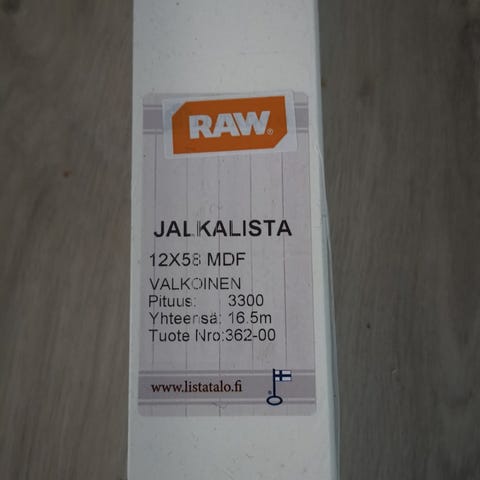 RAW®
JALKALISTA
12X58 MDF
VALKOINEN
Pituus: 3300
Yhteensä: 16.5m
Tuote Nro:362-00
www.listatalo.fi